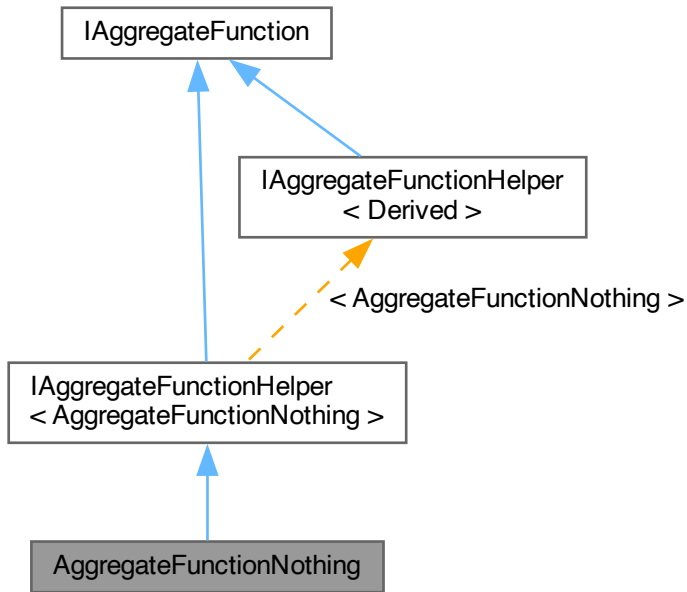 IAggregateFunction
IAggregateFunctionHelper
< Derived >
< AggregateFunctionNothing >
IAggregateFunctionHelper
< AggregateFunctionNothing >
AggregateFunctionNothing